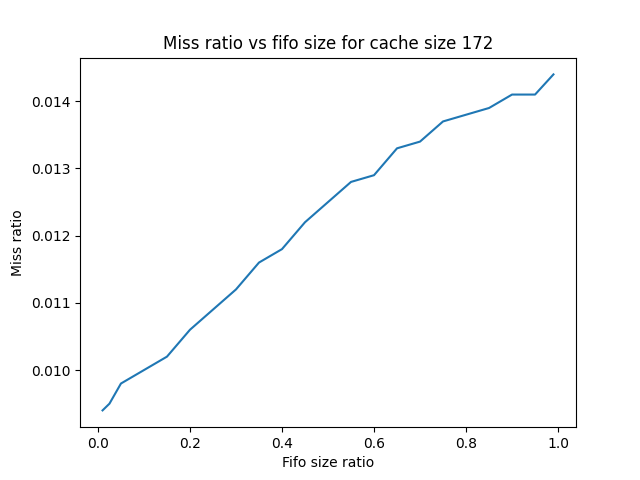 Miss ratio vs fifo size for cache size 172
0.014
0.013
0.012
0.011
0.010
Miss ratio
0.0 0.2 0.4 0.6 0.8 1.0
Fifo size ratio